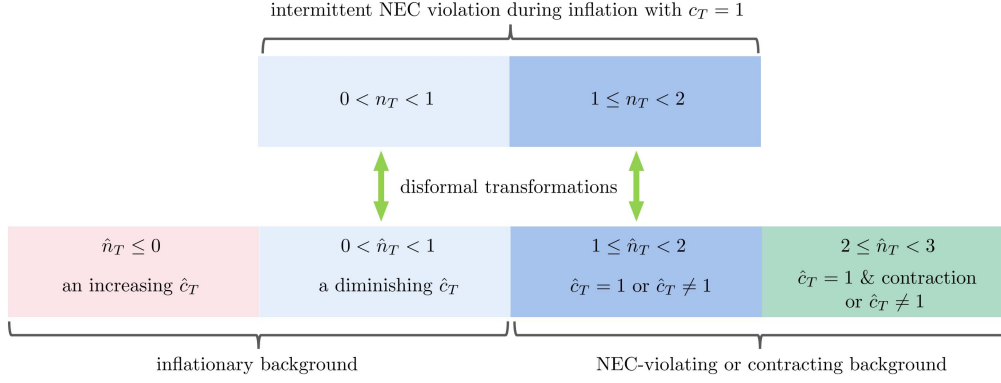 intermittent NEC violation during inflation with c_T = 1
0 < n_T < 1
1 ≤ n_T < 2
disformal transformations
n̂_T ≤ 0
an increasing ĉ_T
0 < n̂_T < 1
a diminishing ĉ_T
1 ≤ n̂_T < 2
ĉ_T = 1 or ĉ_T ≠ 1
2 ≤ n̂_T < 3
ĉ_T = 1 & contraction
or ĉ_T ≠ 1
inflationary background
NEC-violating or contracting background